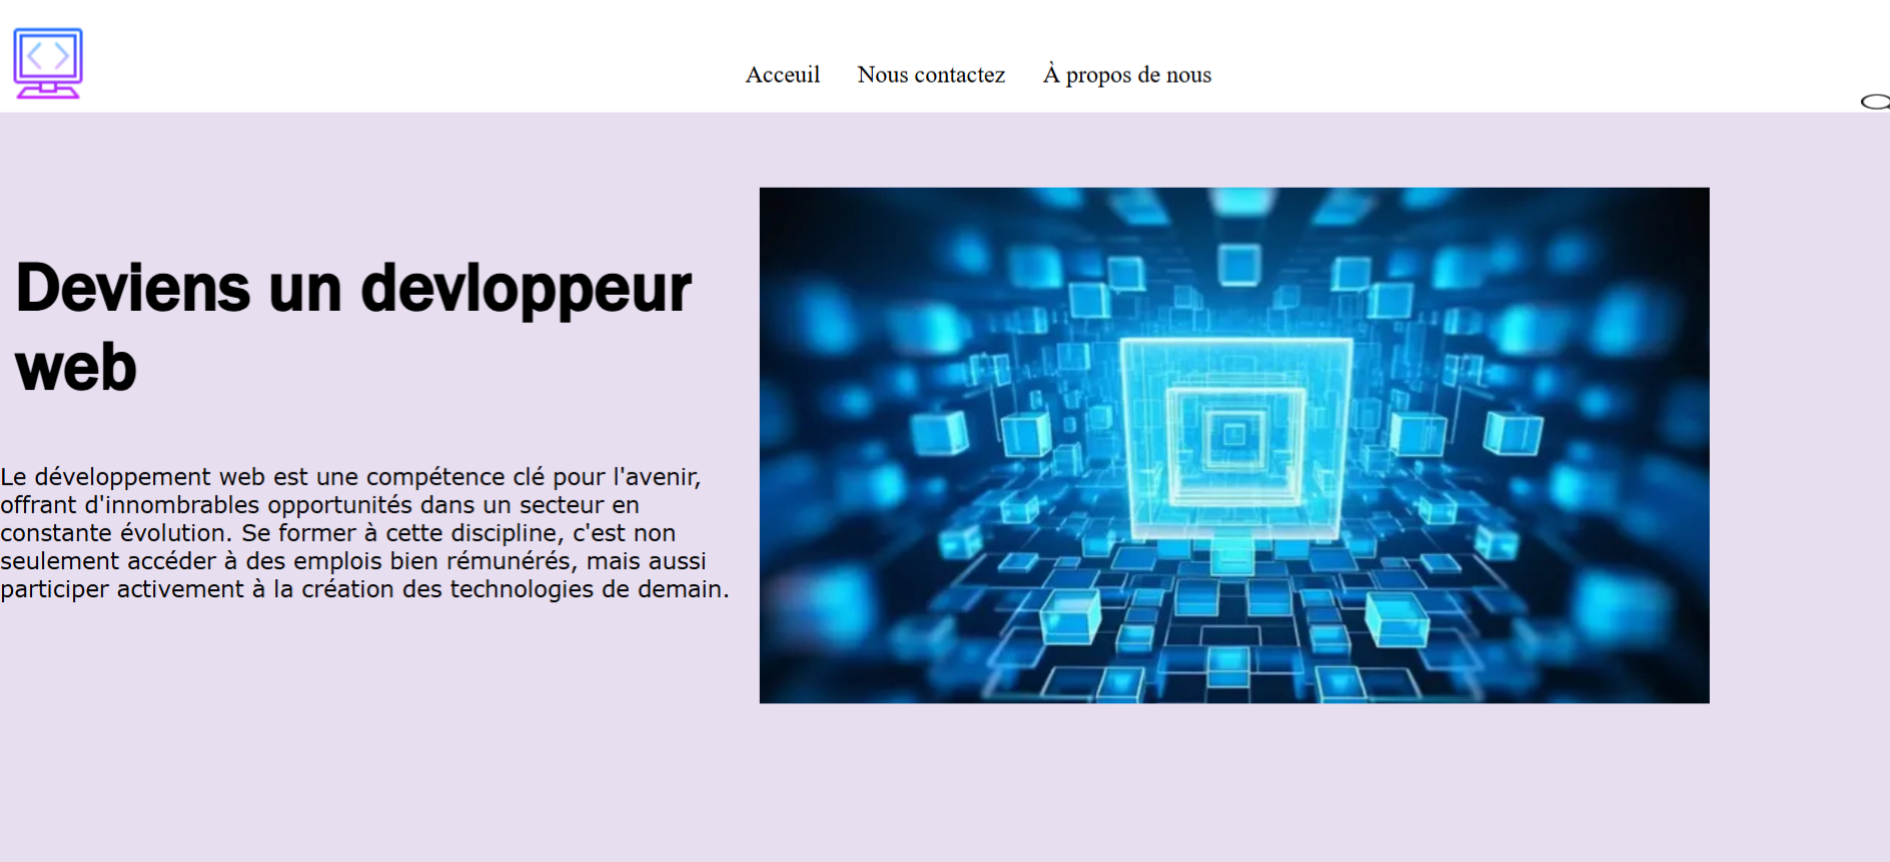 Acceuil
Nous contactez
À propos de nous
Deviens un devloppeur
web
Le développement web est une compétence clé pour l'avenir,
offrant d'innombrables opportunités dans un secteur en
constante évolution. Se former à cette discipline, c'est non
seulement accéder à des emplois bien rémunérés, mais aussi
participer activement à la création des technologies de demain.